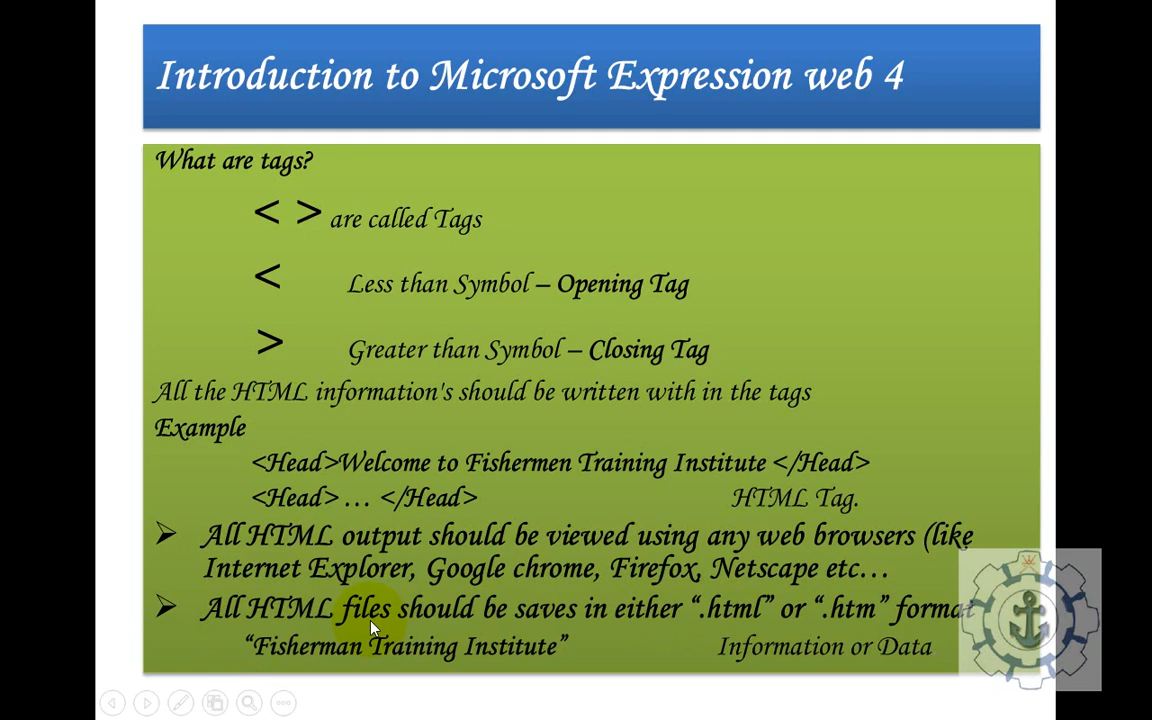 Introduction to Microsoft Expression web 4
What are tags?
< > are called Tags
< Less than Symbol – Opening Tag
> Greater than Symbol – Closing Tag
All the HTML information's should be written with in the tags
Example
<Head>Welcome to Fishermen Training Institute </Head>
<Head> … </Head> HTML Tag.
➢ All HTML output should be viewed using any web browsers (like
Internet Explorer, Google chrome, Firefox, Netscape etc…
➢ All HTML files should be saves in either “.html” or “.htm” format
“Fisherman Training Institute” Information or Data